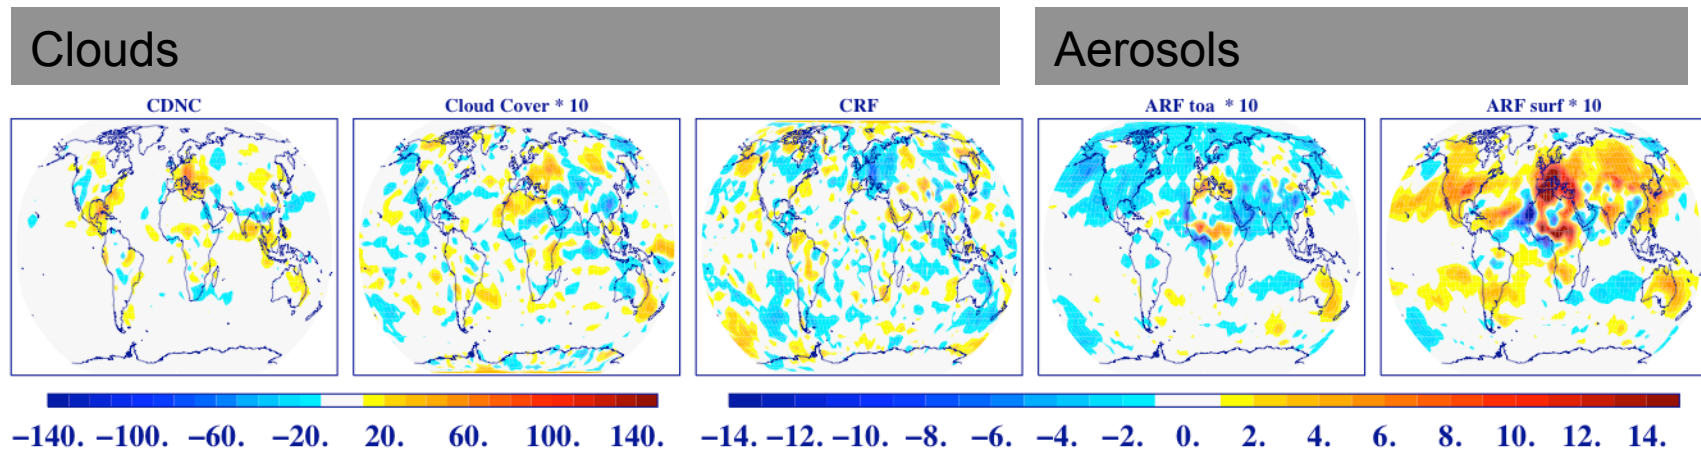 Clouds
Aerosols
CDNC
Cloud Cover * 10
CRF
ARF toa * 10
ARF surf * 10
−140. −100. −60. −20. 20. 60. 100. 140.
−14. −12. −10. −8. −6. −4. −2. 0. 2. 4. 6. 8. 10. 12. 14.